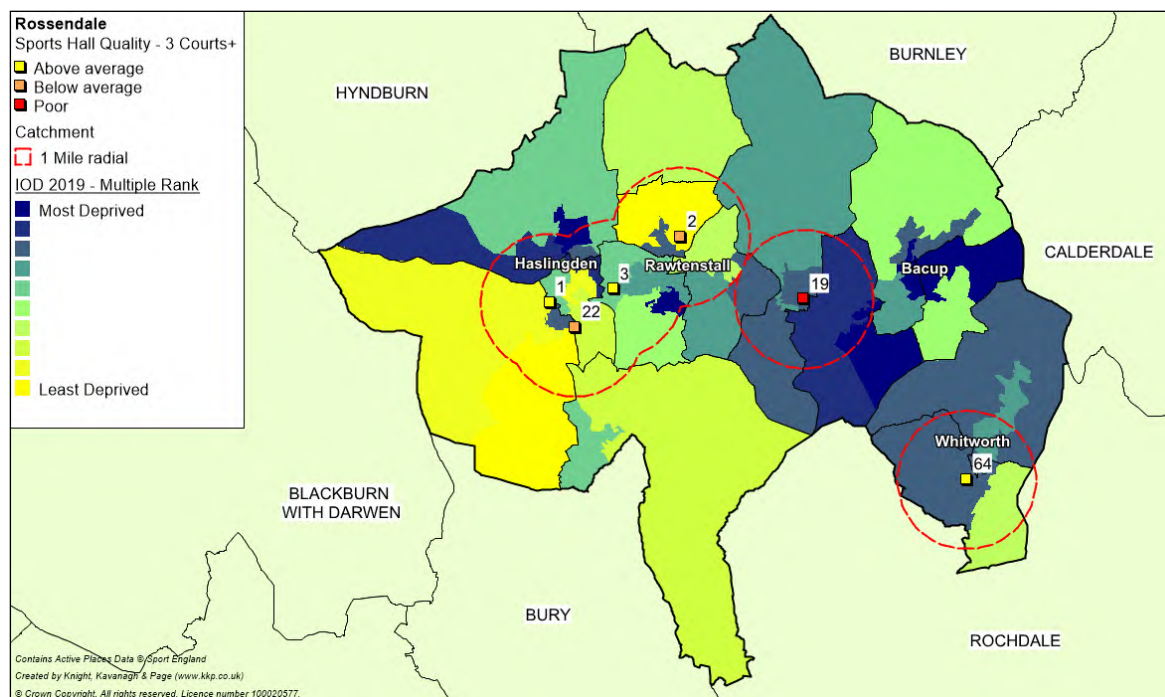 Rossendale
Sports Hall Quality - 3 Courts+
Above average
Below average
Poor
Catchment
1 Mile radial
IOD 2019 - Multiple Rank
Most Deprived
Least Deprived
BURNLEY
HYNDBURN
CALDERDALE
2
Haslingden
Rawtenstall
Bacup
3
19
1
22
Whitworth
64
BLACKBURN
WITH DARWEN
BURY
ROCHDALE
Contains Active Places Data © Sport England
Created by Knight, Kavanagh & Page (www.kkp.co.uk)
© Crown Copyright. All rights reserved. Licence number 100020577.